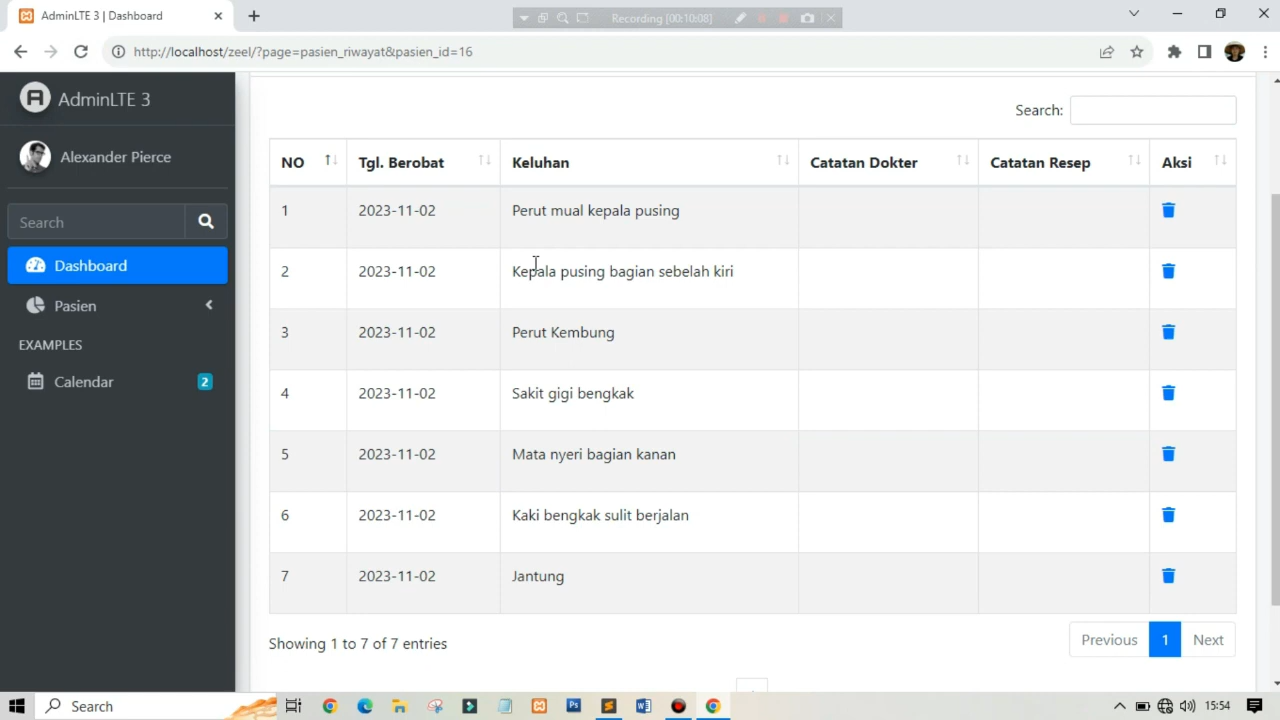 AdminLTE 3 | Dashboard
Recording [00:10:08]
http://localhost/zeel/?page=pasien_riwayat&pasien_id=16
AdminLTE 3
Alexander Pierce
Search
Dashboard
Pasien
EXAMPLES
Calendar 2
Search:
NO Tgl. Berobat Keluhan Catatan Dokter Catatan Resep Aksi
1 2023-11-02 Perut mual kepala pusing
2 2023-11-02 Kepala pusing bagian sebelah kiri
3 2023-11-02 Perut Kembung
4 2023-11-02 Sakit gigi bengkak
5 2023-11-02 Mata nyeri bagian kanan
6 2023-11-02 Kaki bengkak sulit berjalan
7 2023-11-02 Jantung
Showing 1 to 7 of 7 entries
Previous 1 Next
Search
15:54